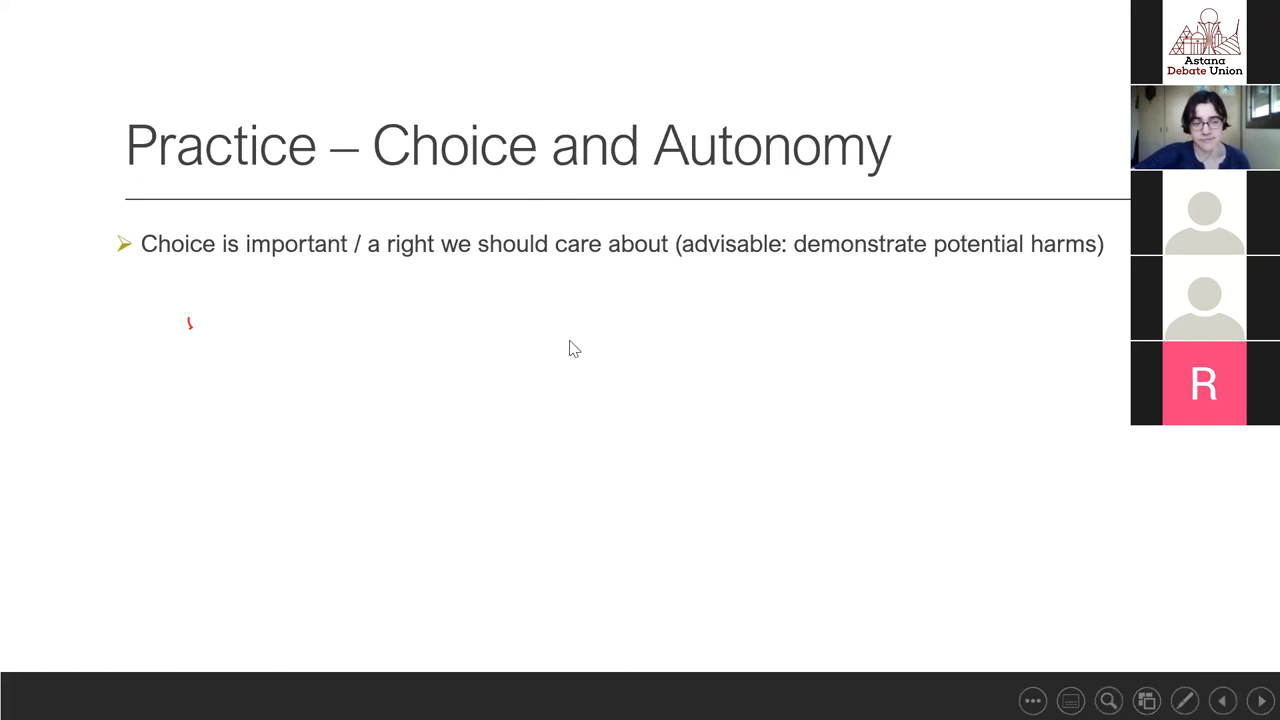 Astana
Debate Union
Practice – Choice and Autonomy
Choice is important / a right we should care about (advisable: demonstrate potential harms)
R